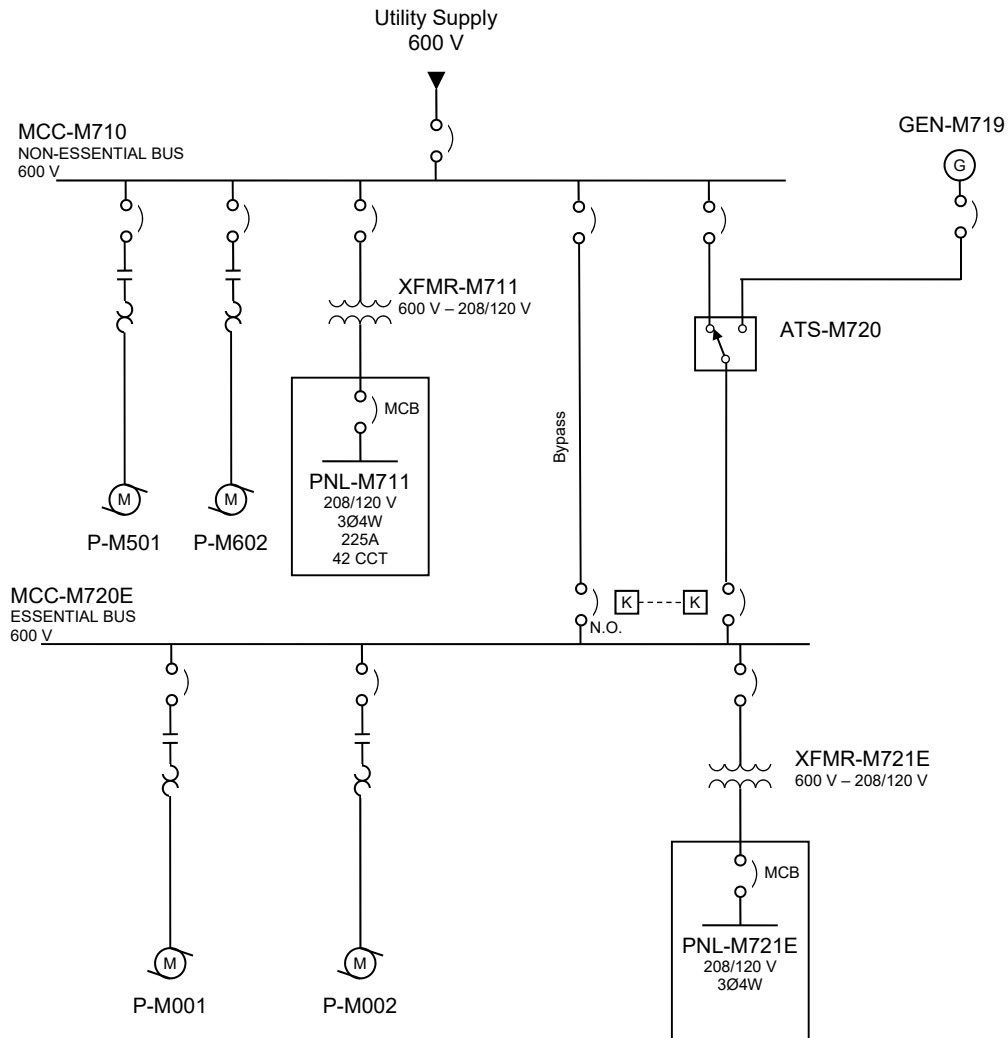 Utility Supply
600 V
MCC-M710
NON-ESSENTIAL BUS
600 V
GEN-M719
G
XFMR-M711
600 V – 208/120 V
ATS-M720
MCB
Bypass
PNL-M711
208/120 V
3Ø4W
225A
42 CCT
M
M
P-M501
P-M602
MCC-M720E
ESSENTIAL BUS
600 V
K
K
N.O.
XFMR-M721E
600 V – 208/120 V
MCB
PNL-M721E
208/120 V
3Ø4W
M
M
P-M001
P-M002